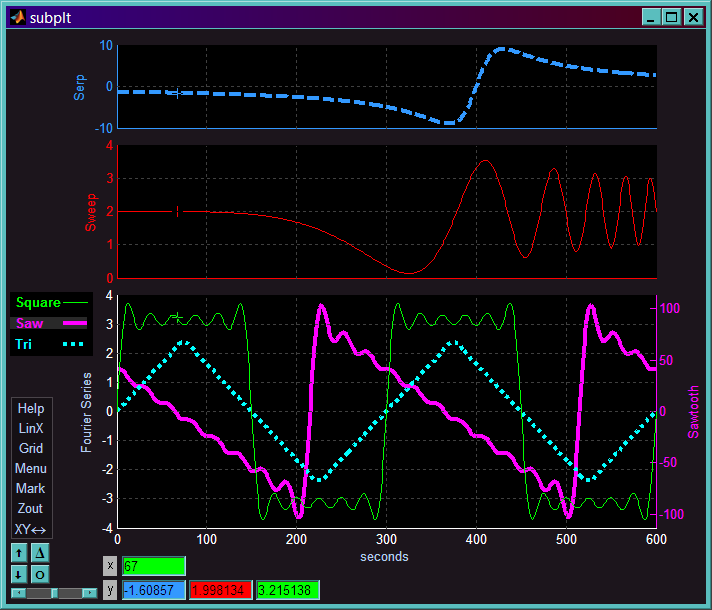 subplt
10
0
-10
Serp
4
3
2
1
0
Sweep
Square
Saw
Tri
4
3
2
1
0
-1
-2
-3
-4
Fourier Series
100
50
0
-50
-100
Sawtooth
Help
LinX
Grid
Menu
Mark
Zout
XY↔
0 100 200 300 400 500 600
seconds
x 67
y -1.60857 1.998134 3.215138